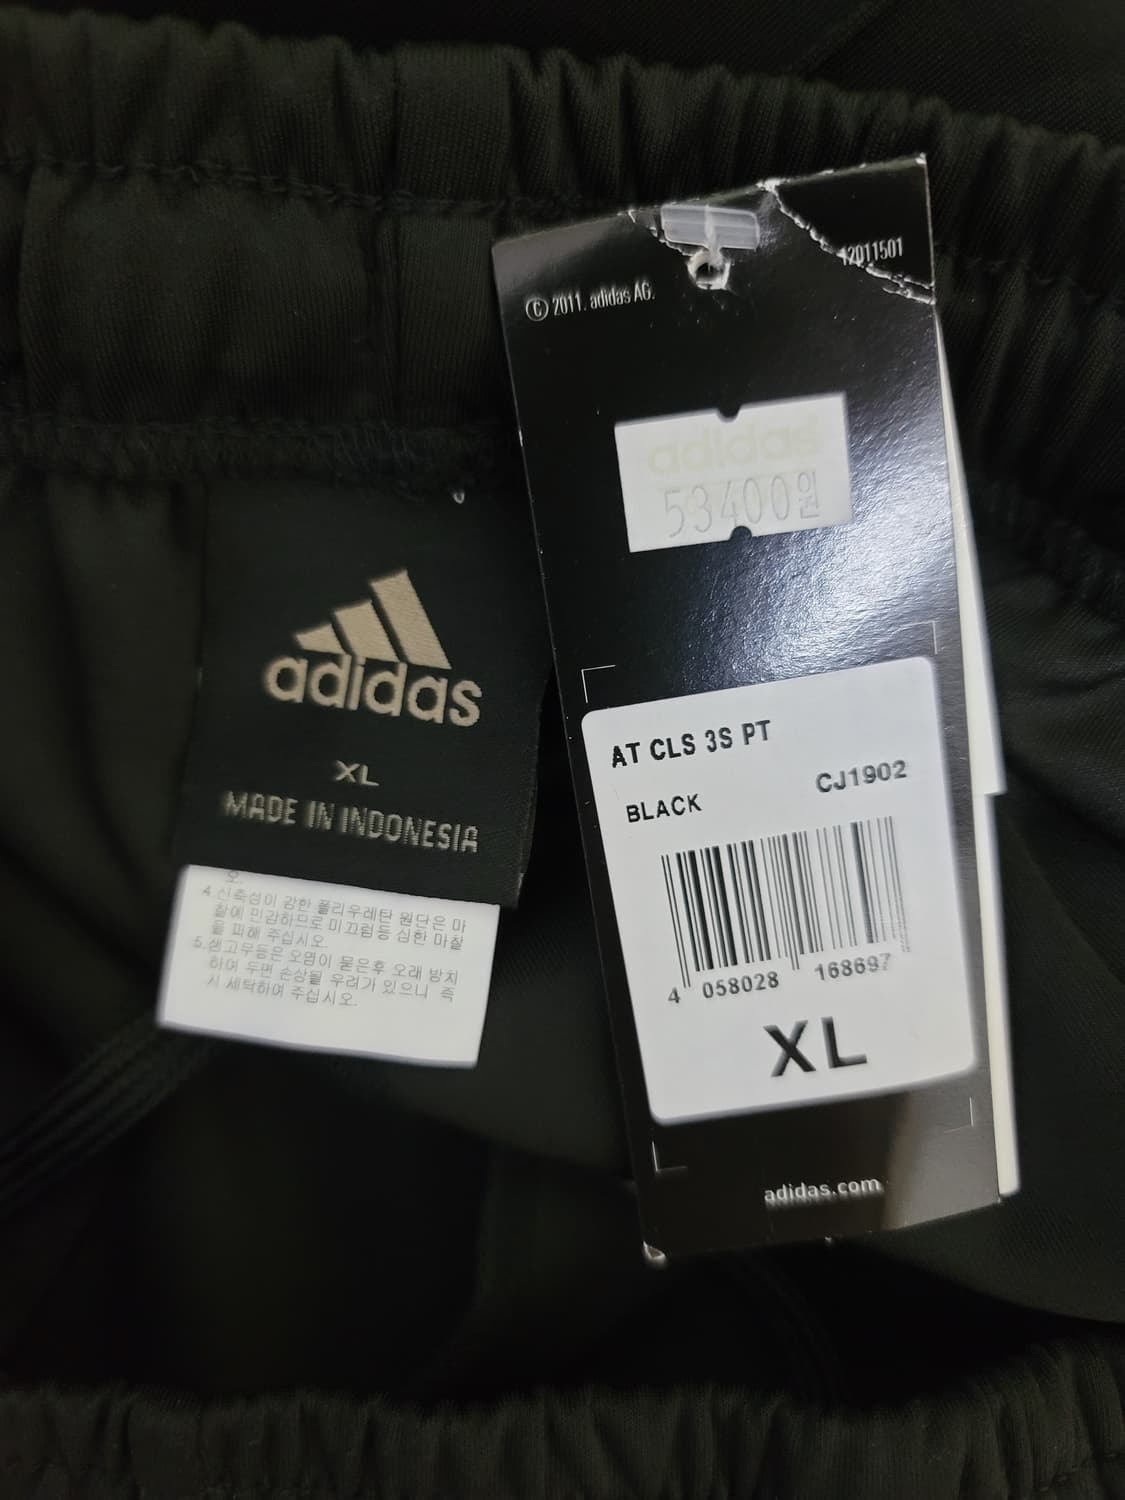 © 2011. adidas AG.
12011501
adidas
53400원
adidas
XL
MADE IN INDONESIA
오.
4.신축성이 강한 폴리우레탄 원단은 마
찰에 민감하므로 미끄럼등 심한 마찰
을 피해 주십시오.
5.생고무등은 오염이 묻은후 오래 방치
하여 두면 손상될 우려가 있으니 즉
시 세탁하여 주십시오.
AT CLS 3S PT
BLACK
CJ1902
4 058028 168697
XL
adidas.com